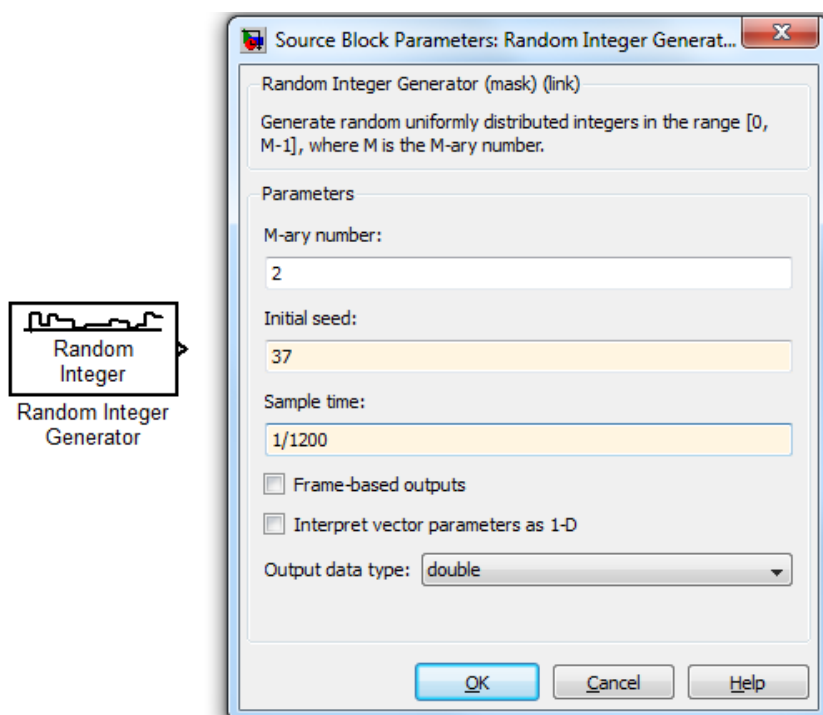 Random
Integer
Random Integer
Generator
Source Block Parameters: Random Integer Generat...
Random Integer Generator (mask) (link)
Generate random uniformly distributed integers in the range [0,
M-1], where M is the M-ary number.
Parameters
M-ary number:
2
Initial seed:
37
Sample time:
1/1200
Frame-based outputs
Interpret vector parameters as 1-D
Output data type: double
OK Cancel Help